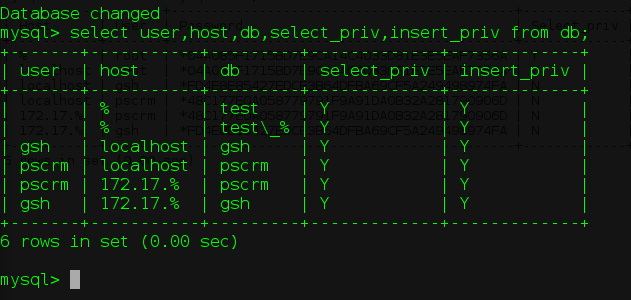 Database changed
mysql> select user,host,db,select_priv,insert_priv from db;
+-------+-----------+---------+-------------+-------------+
| user | host | db | select_priv | insert_priv |
+-------+-----------+---------+-------------+-------------+
| | % | test | Y | Y |
| | % | test\_% | Y | Y |
| gsh | localhost | gsh | Y | Y |
| pscrm | localhost | pscrm | Y | Y |
| pscrm | 172.17.% | pscrm | Y | Y |
| gsh | 172.17.% | gsh | Y | Y |
+-------+-----------+---------+-------------+-------------+
6 rows in set (0.00 sec)
mysql>